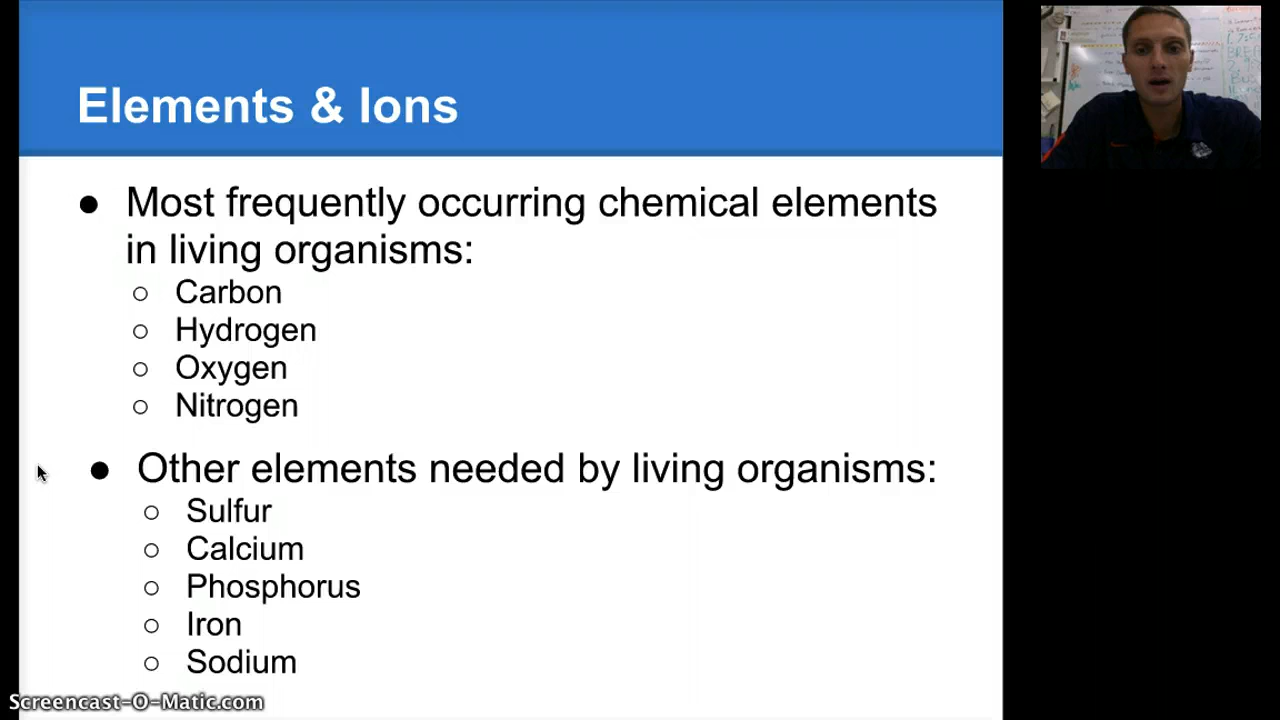 Elements & Ions
● Most frequently occurring chemical elements
in living organisms:
○ Carbon
○ Hydrogen
○ Oxygen
○ Nitrogen
● Other elements needed by living organisms:
○ Sulfur
○ Calcium
○ Phosphorus
○ Iron
○ Sodium
Screencast-O-Matic.com